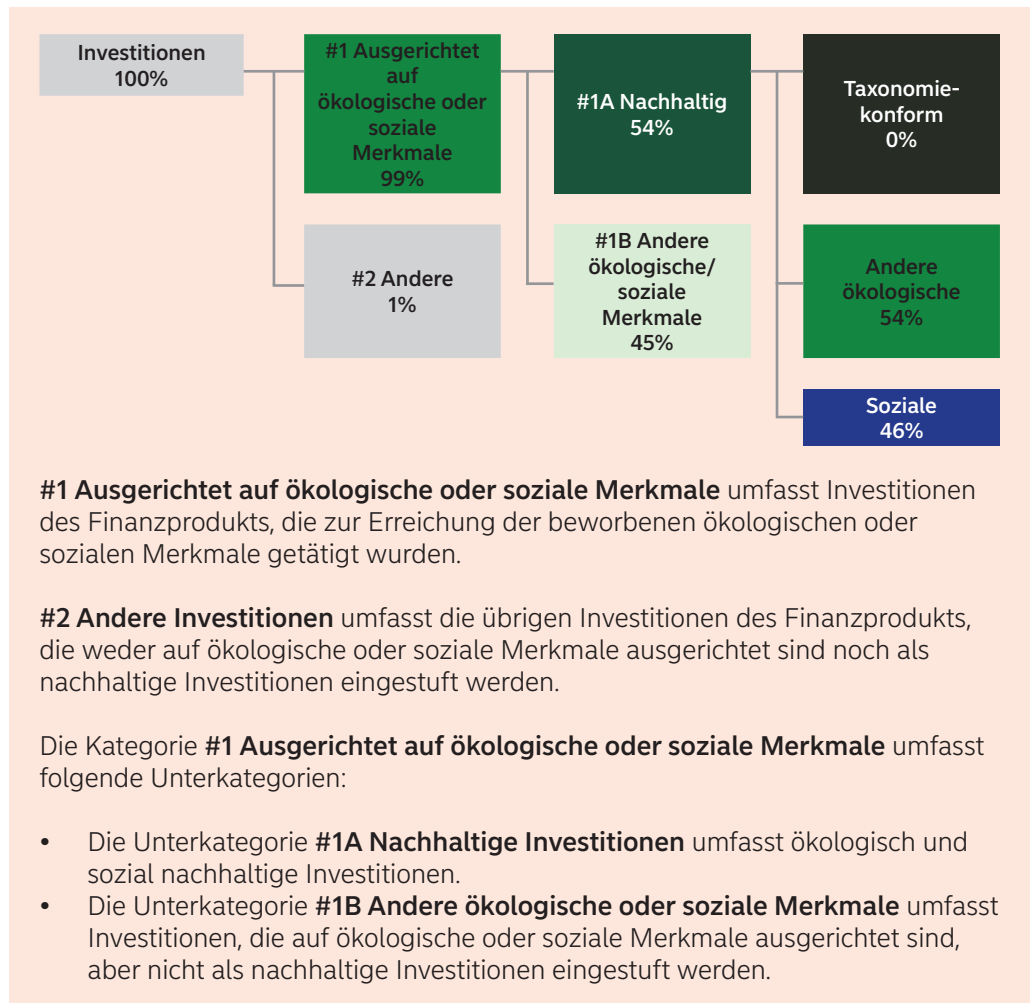 Investitionen
100%
#1 Ausgerichtet
auf
ökologische oder
soziale
Merkmale
99%
#1A Nachhaltig
54%
Taxonomie-
konform
0%
#2 Andere
1%
#1B Andere
ökologische/
soziale
Merkmale
45%
Andere
ökologische
54%
Soziale
46%
#1 Ausgerichtet auf ökologische oder soziale Merkmale umfasst Investitionen
des Finanzprodukts, die zur Erreichung der beworbenen ökologischen oder
sozialen Merkmale getätigt wurden.
#2 Andere Investitionen umfasst die übrigen Investitionen des Finanzprodukts,
die weder auf ökologische oder soziale Merkmale ausgerichtet sind noch als
nachhaltige Investitionen eingestuft werden.
Die Kategorie #1 Ausgerichtet auf ökologische oder soziale Merkmale umfasst
folgende Unterkategorien:
• Die Unterkategorie #1A Nachhaltige Investitionen umfasst ökologisch und
sozial nachhaltige Investitionen.
• Die Unterkategorie #1B Andere ökologische oder soziale Merkmale umfasst
Investitionen, die auf ökologische oder soziale Merkmale ausgerichtet sind,
aber nicht als nachhaltige Investitionen eingestuft werden.